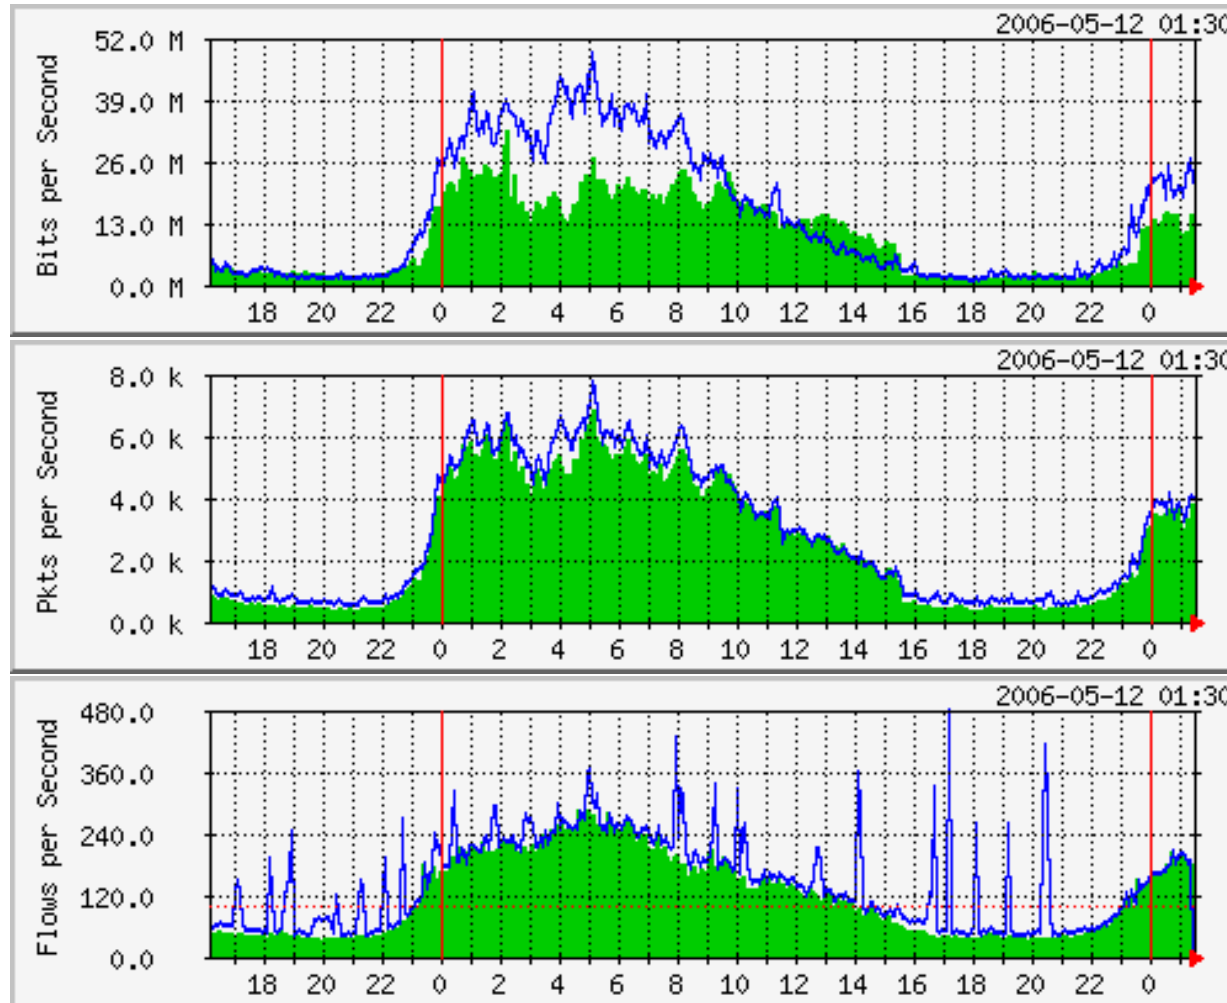 2006-05-12 01:30
Bits per Second
52.0 M
39.0 M
26.0 M
13.0 M
0.0 M
18 20 22 0 2 4 6 8 10 12 14 16 18 20 22 0
2006-05-12 01:30
Pkts per Second
8.0 k
6.0 k
4.0 k
2.0 k
0.0 k
18 20 22 0 2 4 6 8 10 12 14 16 18 20 22 0
2006-05-12 01:30
Flows per Second
480.0
360.0
240.0
120.0
0.0
18 20 22 0 2 4 6 8 10 12 14 16 18 20 22 0